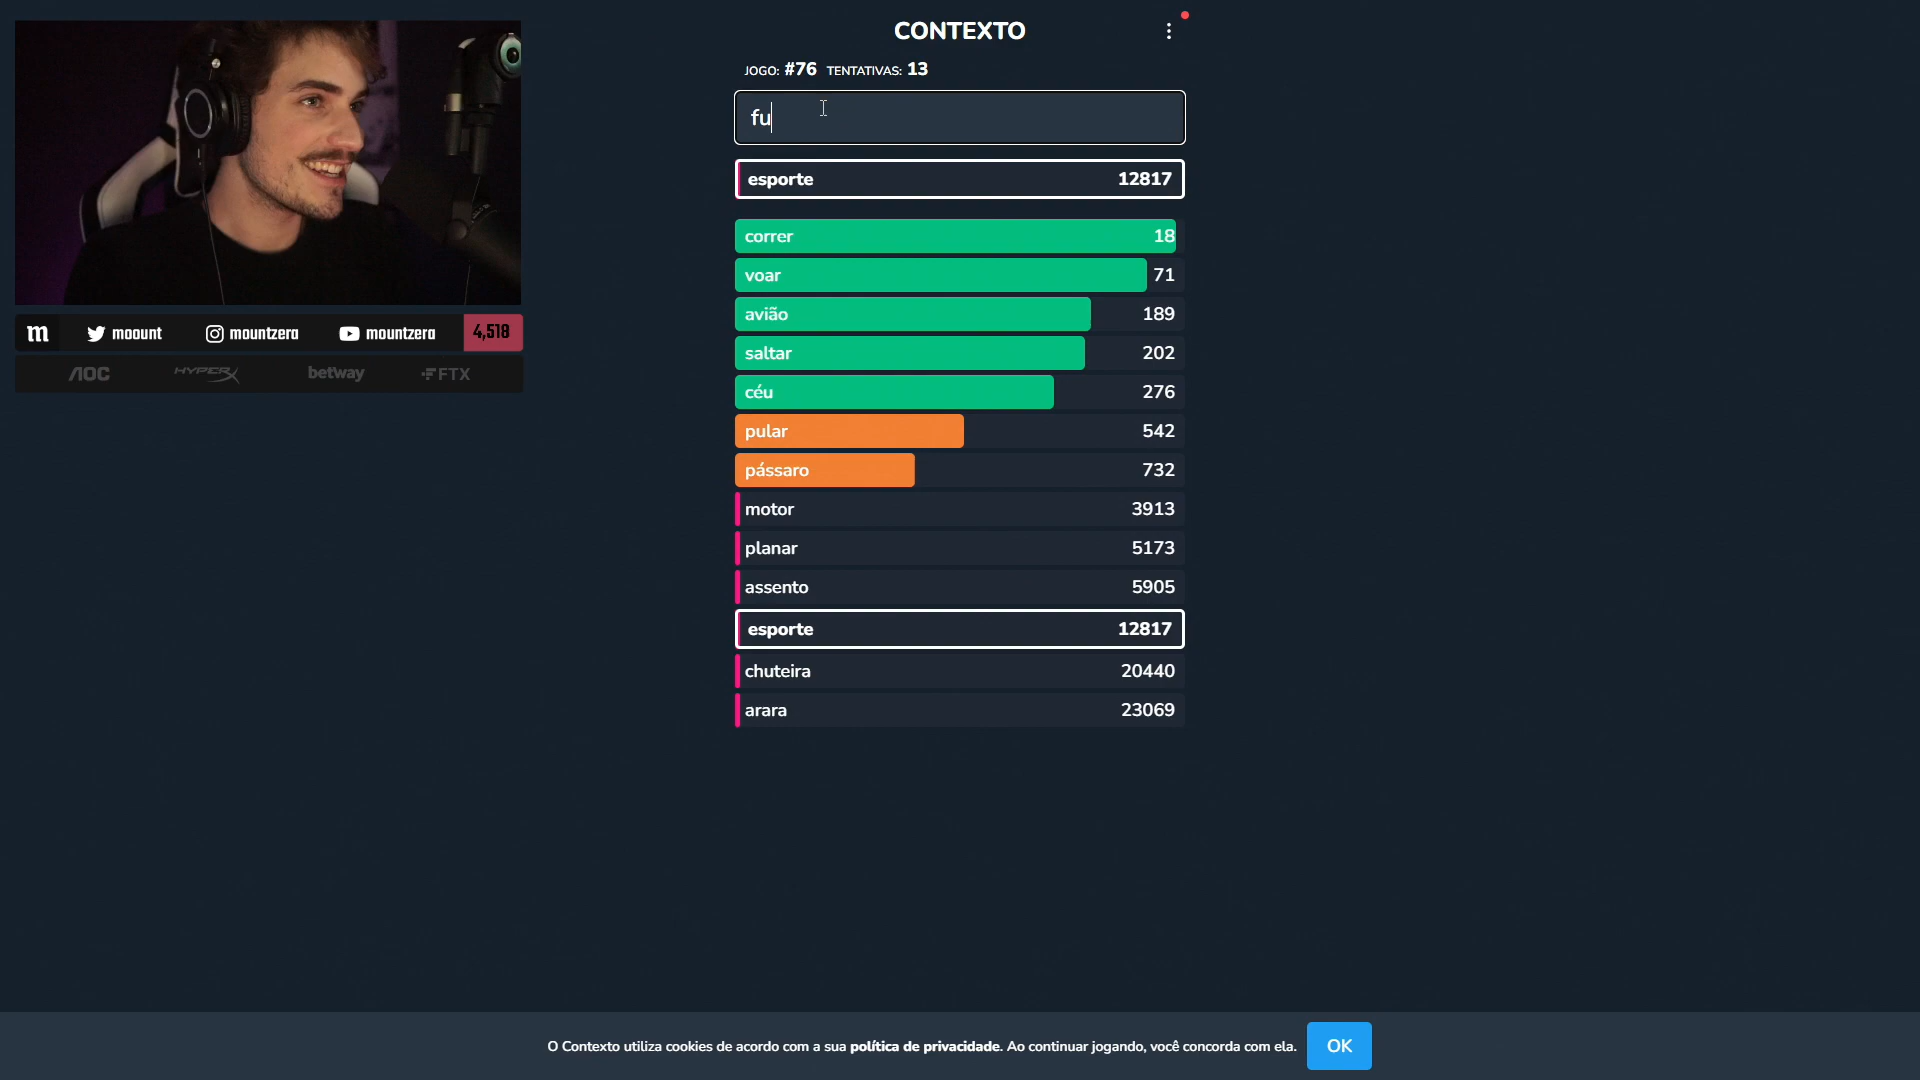 CONTEXTO
JOGO: #76 TENTATIVAS: 13
fu
esporte 12817
correr 18
voar 71
avião 189
saltar 202
céu 276
pular 542
pássaro 732
motor 3913
planar 5173
assento 5905
esporte 12817
chuteira 20440
arara 23069
m moount mountzera mountzera 4,518
AOC HYPERX betway FTX
O Contexto utiliza cookies de acordo com a sua política de privacidade. Ao continuar jogando, você concorda com ela. OK